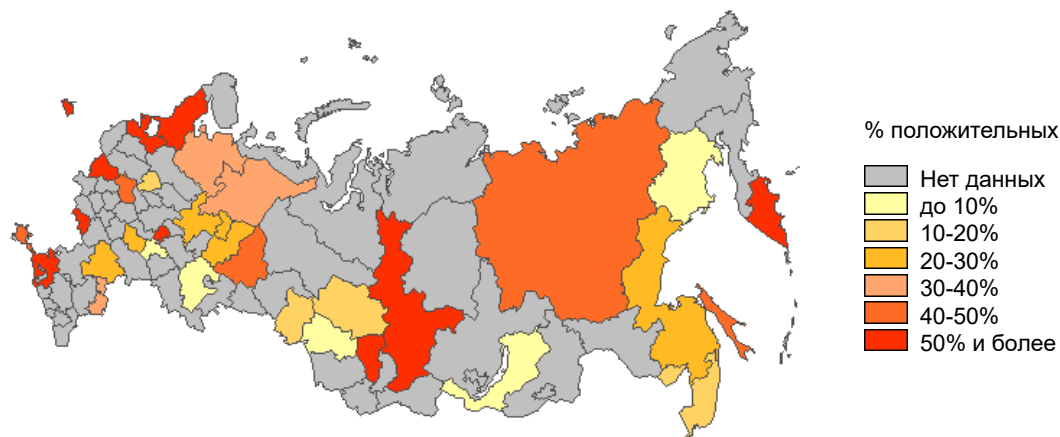 % положительных
Нет данных
до 10%
10-20%
20-30%
30-40%
40-50%
50% и более